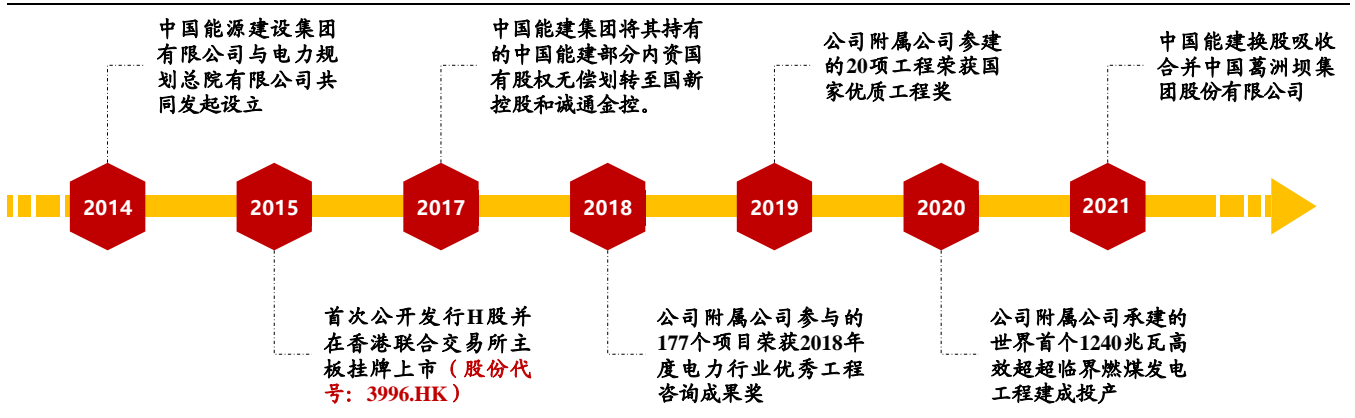 中国能源建设集团
有限公司与电力规
划总院有限公司共
同发起设立
中国能建集团将其持有
的中国能建部分内资国
有股权无偿划转至国新
控股和诚通金控。
公司附属公司参建
的20项工程荣获国
家优质工程奖
中国能建换股吸收
合并中国葛洲坝集
团股份有限公司
2014
2015
2017
2018
2019
2020
2021
首次公开发行H股并
在香港联合交易所主
板挂牌上市（股份代
号：3996.HK）
公司附属公司参与的
177个项目荣获2018年
度电力行业优秀工程
咨询成果奖
公司附属公司承建的
世界首个1240兆瓦高
效超超临界燃煤发电
工程建成投产